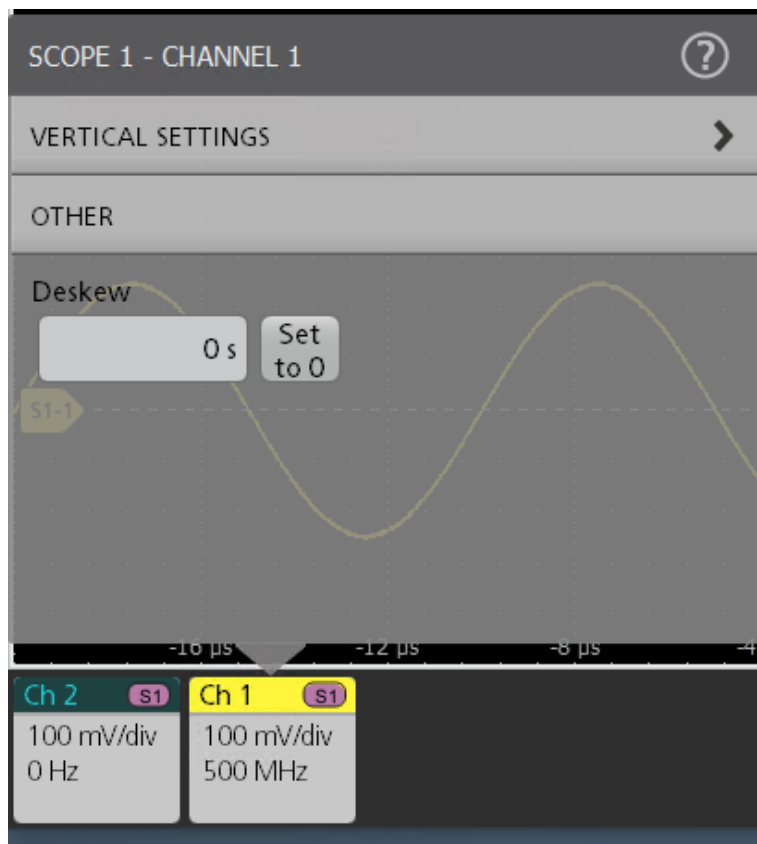 SCOPE 1 - CHANNEL 1
?
VERTICAL SETTINGS
OTHER
Deskew
0 s
Set
to 0
S1-1
-16 µs -12 µs -8 µs -4
Ch 2 S1 Ch 1 S1
100 mV/div 100 mV/div
0 Hz 500 MHz